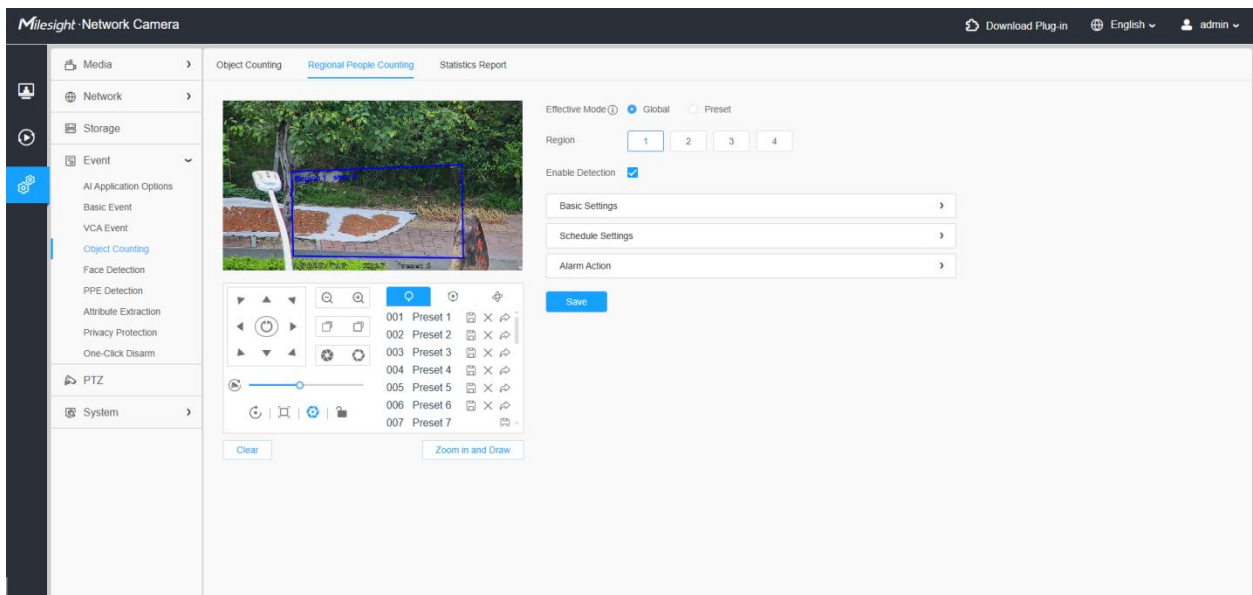 Milesight·Network Camera
Download Plug-in
English
admin
Media
Network
Storage
Event
AI Application Options
Basic Event
VCA Event
Object Counting
Face Detection
PPE Detection
Attribute Extraction
Privacy Protection
One-Click Disarm
PTZ
System
Object Counting Regional People Counting Statistics Report
Region 1
001 Preset 1
002 Preset 2
003 Preset 3
004 Preset 4
005 Preset 5
006 Preset 6
007 Preset 7
Clear
Zoom in and Draw
Effective Mode Global Preset
Region 1 2 3 4
Enable Detection
Basic Settings
Schedule Settings
Alarm Action
Save